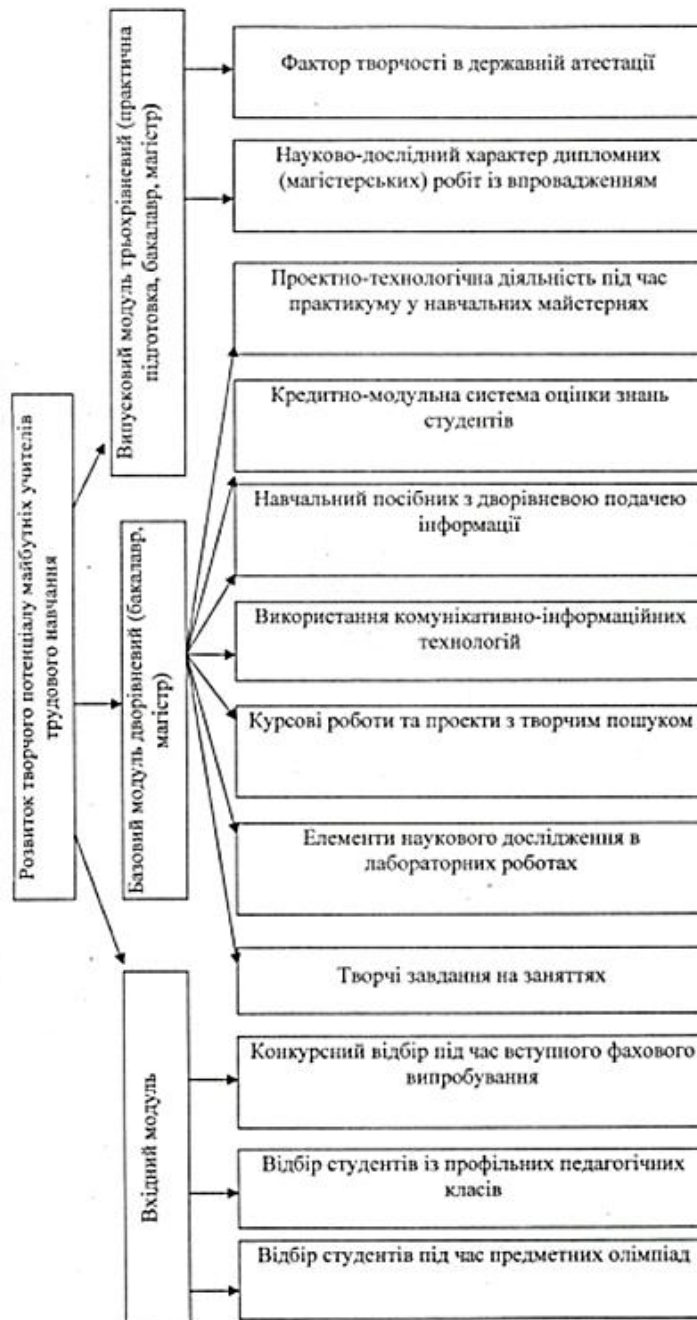 Розвиток творчого потенціалу майбутніх учителів
трудового навчання
Випусковий модуль трьохрівневий (практична
підготовка, бакалавр, магістр)
Фактор творчості в державній атестації
Науково-дослідний характер дипломних
(магістерських) робіт із впровадженням
Базовий модуль дворівневий (бакалавр,
магістр)
Проектно-технологічна діяльність під час
практикуму у навчальних майстернях
Кредитно-модульна система оцінки знань
студентів
Навчальний посібник з дворівневою подачею
інформації
Використання комунікативно-інформаційних
технологій
Курсові роботи та проекти з творчим пошуком
Елементи наукового дослідження в
лабораторних роботах
Творчі завдання на заняттях
Вхідний модуль
Конкурсний відбір під час вступного фахового
випробування
Відбір студентів із профільних педагогічних
класів
Відбір студентів під час предметних олімпіад